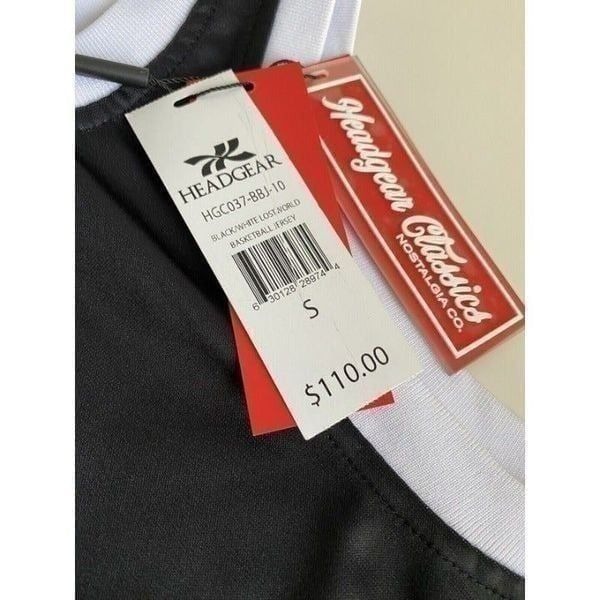 HEADGEAR
HGC037-BBJ-10
BLACK/WHITE LOST WORLD
BASKETBALL JERSEY
6 30128 28974 4
S
$110.00
Headgear Classics
NOSTALGIA CO.